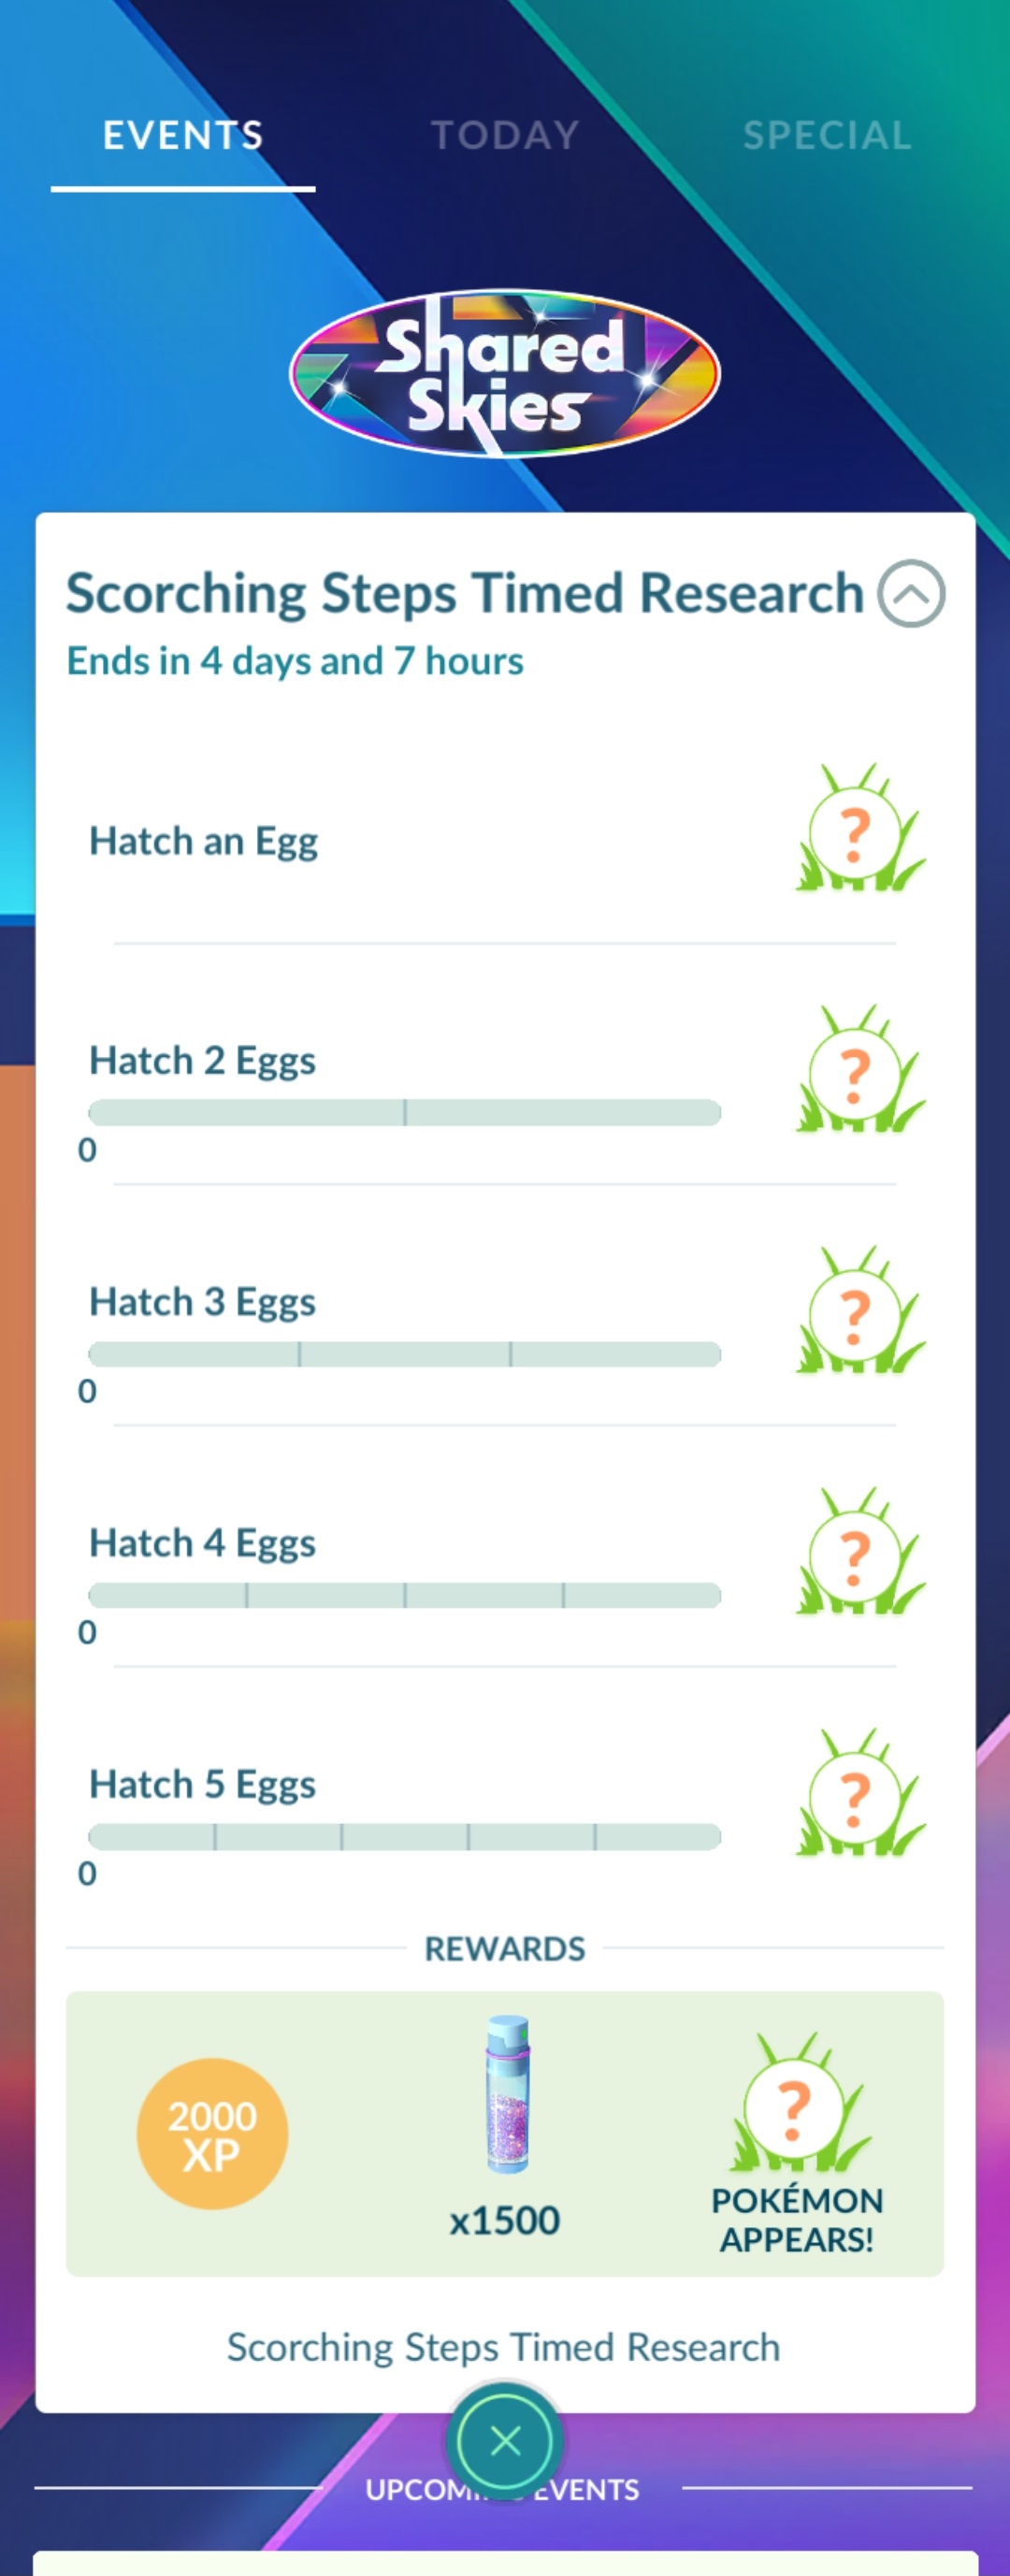 EVENTS
TODAY
SPECIAL
Shared
Skies
Scorching Steps Timed Research
Ends in 4 days and 7 hours
Hatch an Egg
?
Hatch 2 Eggs
?
0
Hatch 3 Eggs
?
0
Hatch 4 Eggs
?
0
Hatch 5 Eggs
?
0
REWARDS
2000
XP
x1500
?
POKÉMON
APPEARS!
Scorching Steps Timed Research
EVENTS